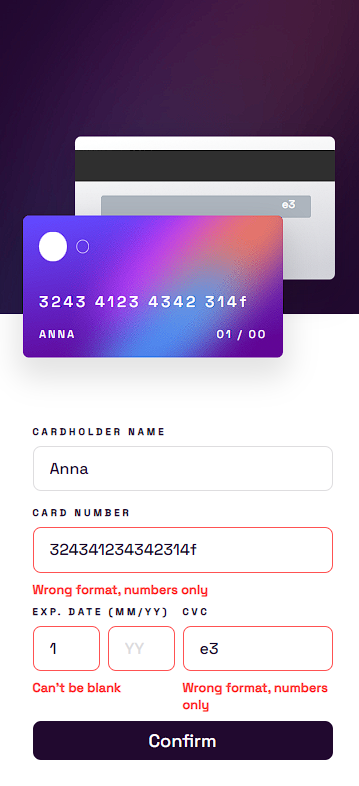 e3
3243 4123 4342 314f
ANNA 01 / 00
CARDHOLDER NAME
Anna
CARD NUMBER
324341234342314f
Wrong format, numbers only
EXP. DATE (MM/YY) CVC
1 YY e3
Can't be blank Wrong format, numbers
only
Confirm